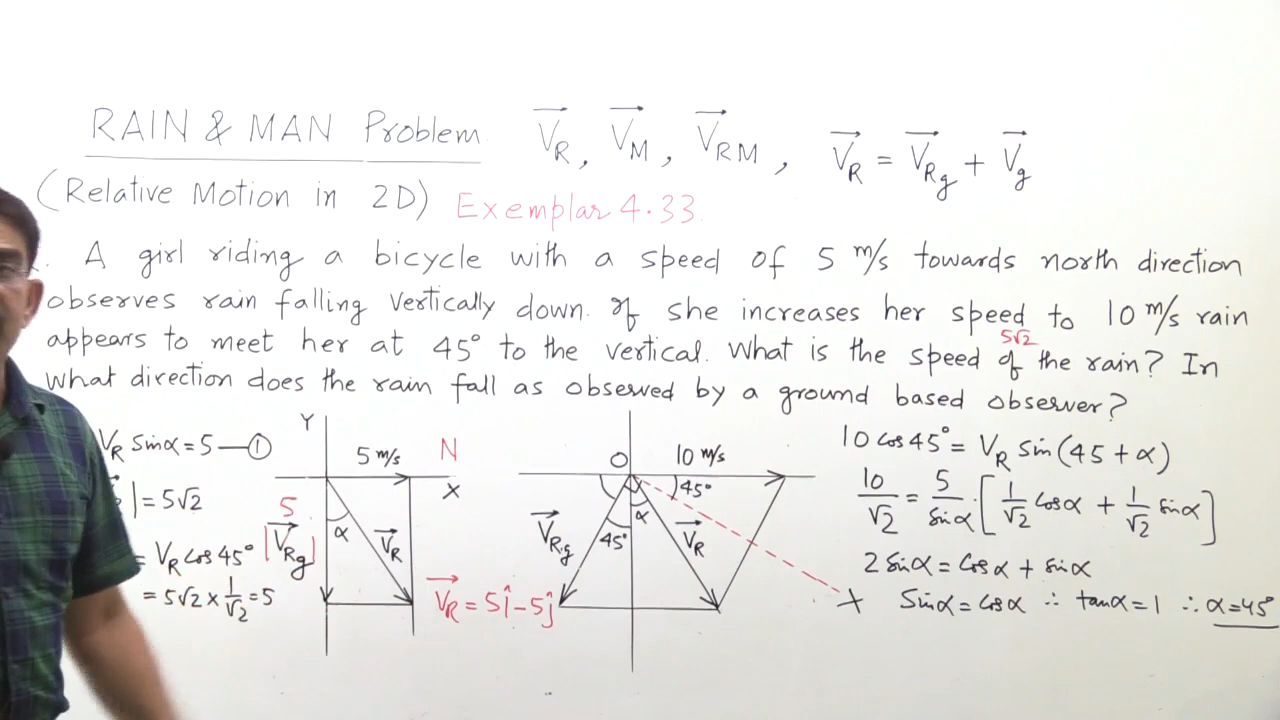 RAIN & MAN Problem V⃗R, V⃗M, V⃗RM, V⃗R = V⃗Rg + V⃗g
(Relative Motion in 2D) Exemplar 4.33.
A girl riding a bicycle with a speed of 5 m/s towards north direction
observes rain falling vertically down. If she increases her speed to 10 m/s rain
appears to meet her at 45° to the vertical. What is the speed of the rain? In
5√2
what direction does the rain fall as observed by a ground based observer?
VR Sinα = 5 — ①
| = 5√2
= VR Cos 45°
= 5√2 × 1/√2 = 5
Y
5 m/s N
X
5
|V⃗Rg| α V⃗R
V⃗R = 5î - 5ĵ
O 10 m/s
45°
α
V⃗Rg 45° V⃗R
10 Cos 45° = VR Sin (45 + α)
10/√2 = 5/Sinα [1/√2 Cosα + 1/√2 Sinα]
2 Sinα = Cosα + Sinα
Sinα = Cosα ∴ tanα = 1 ∴ α = 45°